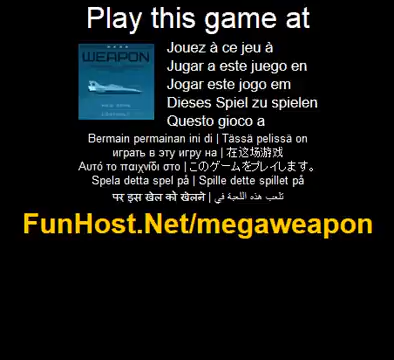 Play this game at
WEAPON
Jouez à ce jeu à
Jugar a este juego en
Jogar este jogo em
Dieses Spiel zu spielen
Questo gioco a
Bermain permainan ini di | Tässä pelissä on
играть в эту игру на | 在这场游戏
Αυτό το παιχνίδι στο | このゲームをプレイします。
Spela detta spel på | Spille dette spillet på
पर इस खेल को खेलने | تلعب هذه اللعبة في
FunHost.Net/megaweapon